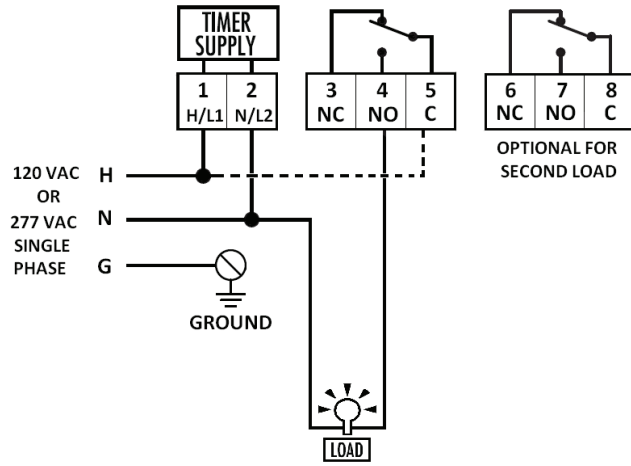 TIMER
SUPPLY
1 2
H/L1 N/L2
3 4 5
NC NO C
6 7 8
NC NO C
OPTIONAL FOR
SECOND LOAD
120 VAC
OR
277 VAC
SINGLE
PHASE
H
N
G
GROUND
LOAD